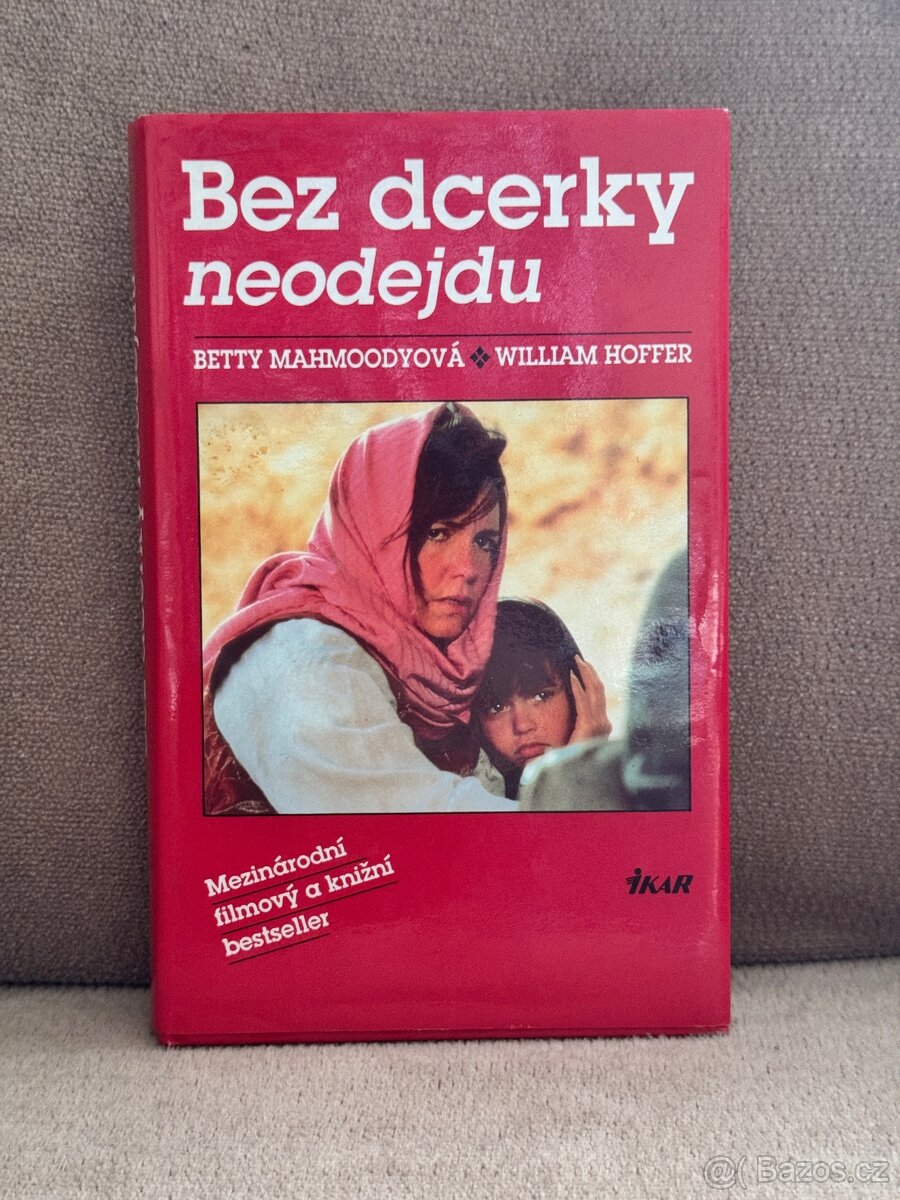 Bez dcerky
neodejdu
BETTY MAHMOODYOVÁ ❖ WILLIAM HOFFER
Mezinárodní
filmový a knižní
bestseller
IKAR
@ Bazos.cz